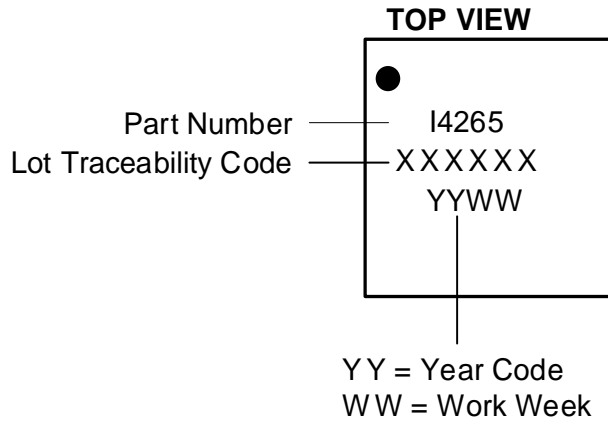 TOP VIEW
Part Number
I4265
Lot Traceability Code
XXXXXX
YYWW
YY = Year Code
WW = Work Week